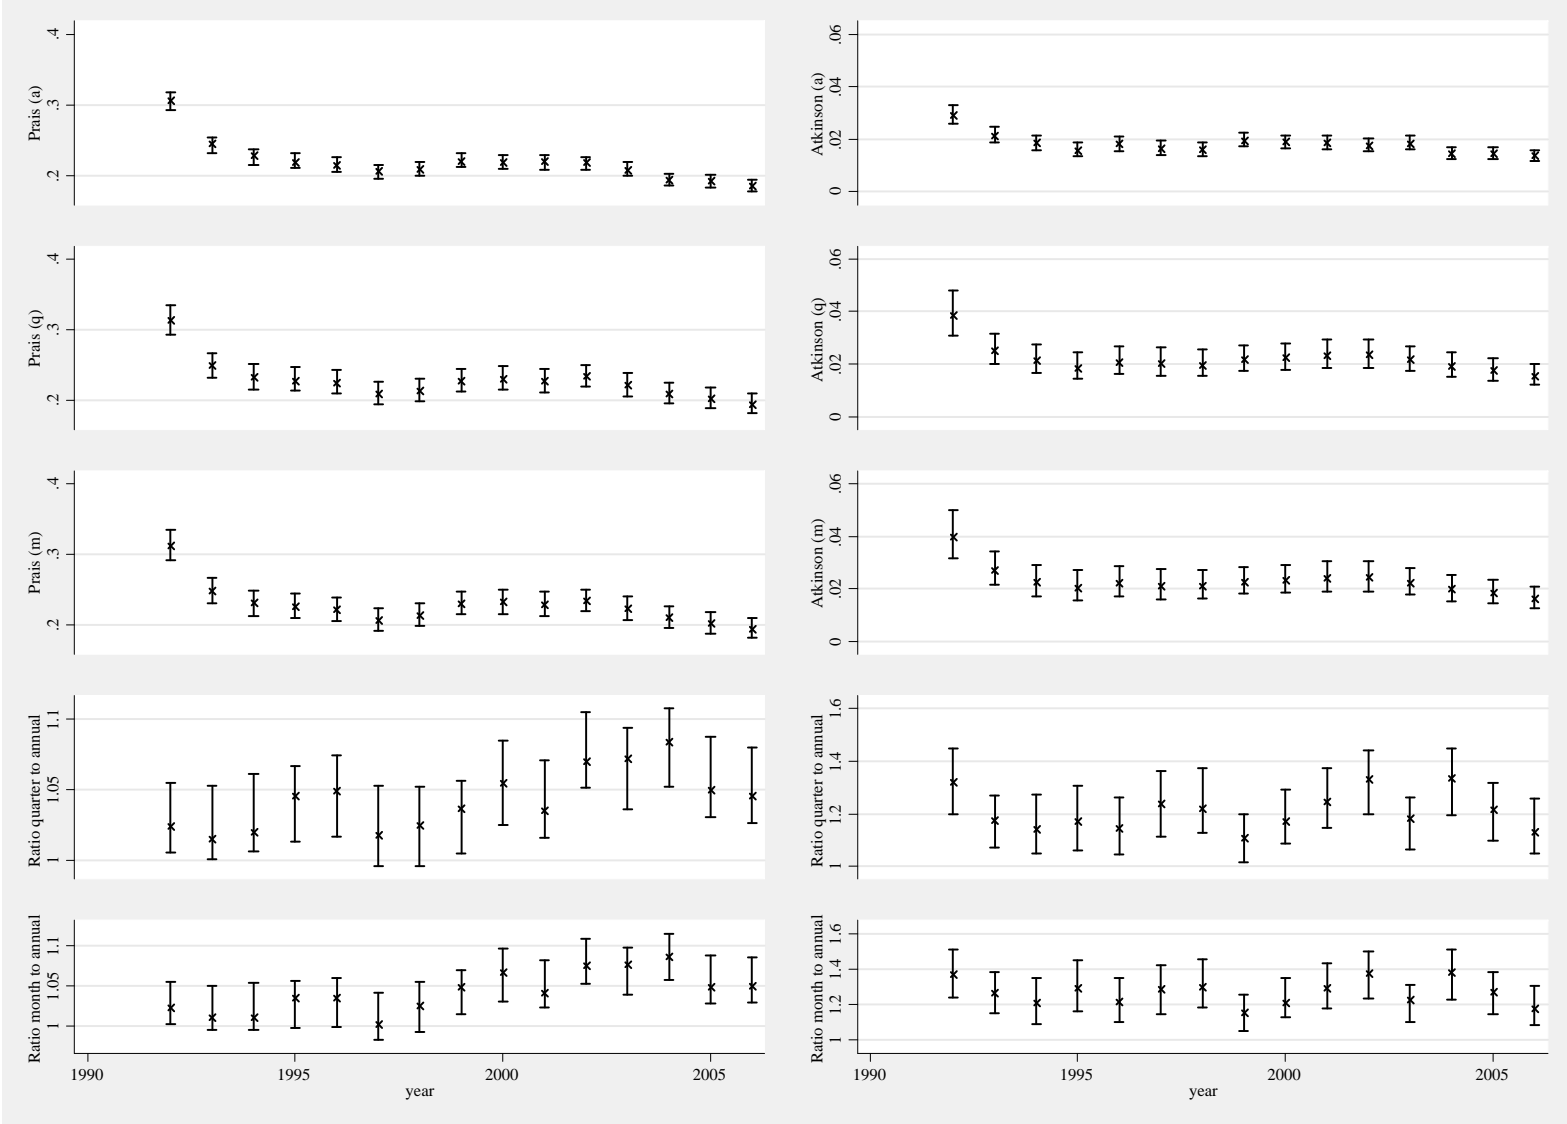 Prais (a)
.4
.3
.2
Atkinson (a)
.06
.04
.02
0
Prais (q)
.4
.3
.2
Atkinson (q)
.06
.04
.02
0
Prais (m)
.4
.3
.2
Atkinson (m)
.06
.04
.02
0
Ratio quarter to annual
1.1
1.05
1
Ratio quarter to annual
1.6
1.4
1.2
1
Ratio month to annual
1.1
1.05
1
1990 1995 2000 2005
year
Ratio month to annual
1.6
1.4
1.2
1
1990 1995 2000 2005
year